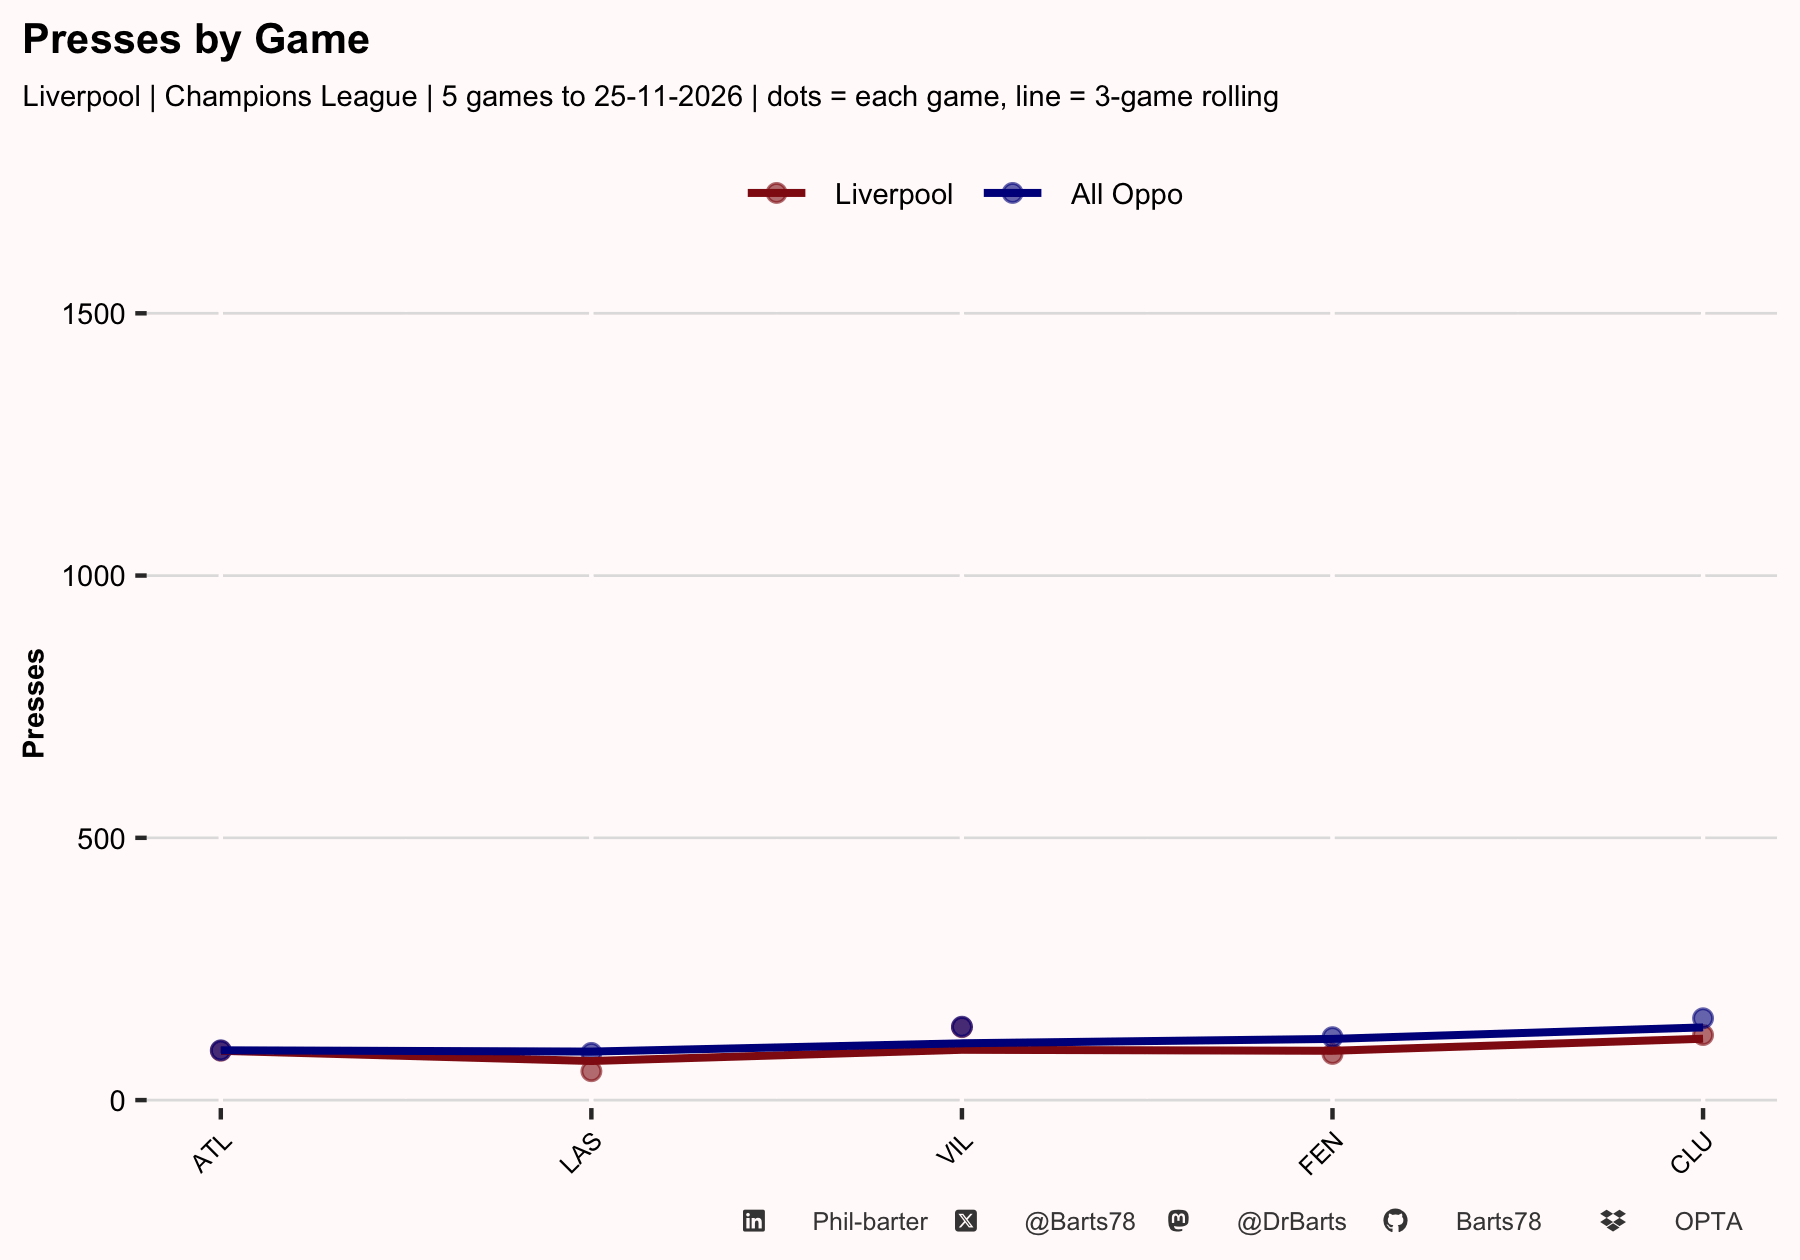 Presses by Game
Liverpool | Champions League | 5 games to 25-11-2026 | dots = each game, line = 3-game rolling
Liverpool
All Oppo
1500
1000
500
0
Presses
ATL
LAS
VIL
FEN
CLU
Phil-barter @Barts78 @DrBarts Barts78 OPTA